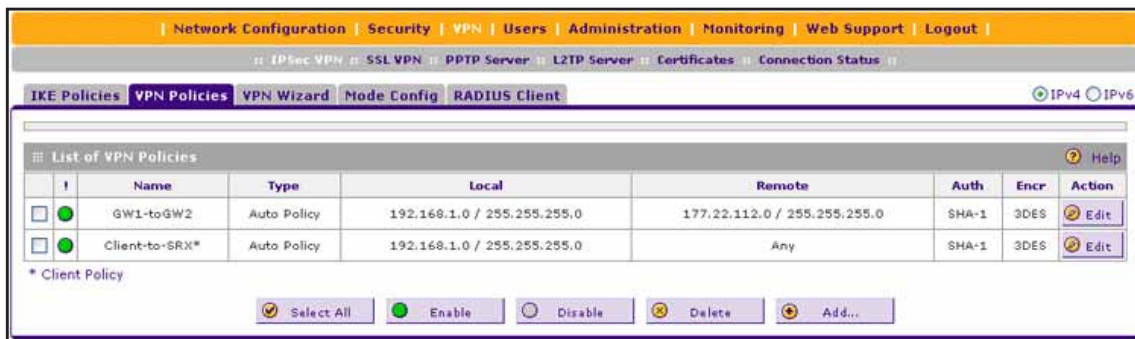 | Network Configuration | Security | VPN | Users | Administration | Monitoring | Web Support | Logout |
:: IPSec VPN :: SSL VPN :: PPTP Server :: L2TP Server :: Certificates :: Connection Status ::
IKE Policies VPN Policies VPN Wizard Mode Config RADIUS Client IPv4 IPv6
List of VPN Policies Help
! Name Type Local Remote Auth Encr Action
GW1-toGW2 Auto Policy 192.168.1.0 / 255.255.255.0 177.22.112.0 / 255.255.255.0 SHA-1 3DES Edit
Client-to-SRX* Auto Policy 192.168.1.0 / 255.255.255.0 Any SHA-1 3DES Edit
* Client Policy
Select All Enable Disable Delete Add...